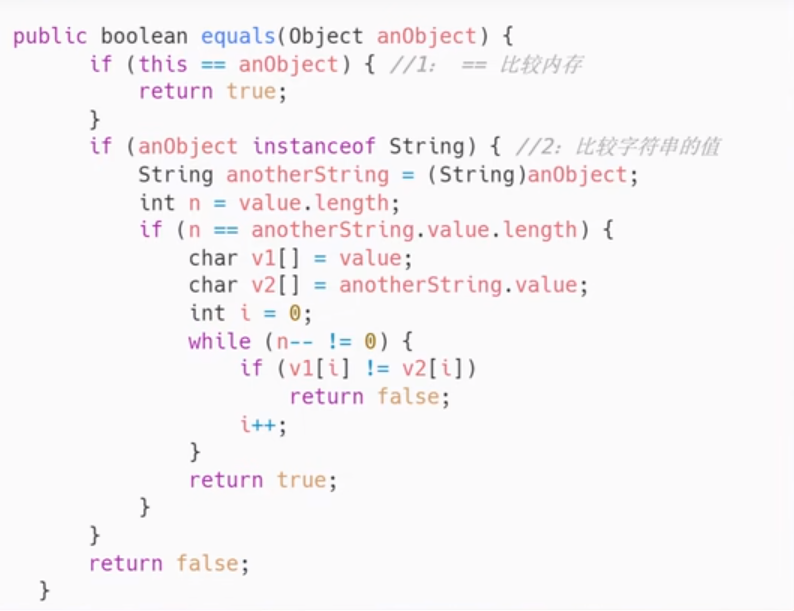 public boolean equals(Object anObject) {
if (this == anObject) { //1: == 比较内存
return true;
}
if (anObject instanceof String) { //2: 比较字符串的值
String anotherString = (String)anObject;
int n = value.length;
if (n == anotherString.value.length) {
char v1[] = value;
char v2[] = anotherString.value;
int i = 0;
while (n-- != 0) {
if (v1[i] != v2[i])
return false;
i++;
}
return true;
}
}
return false;
}